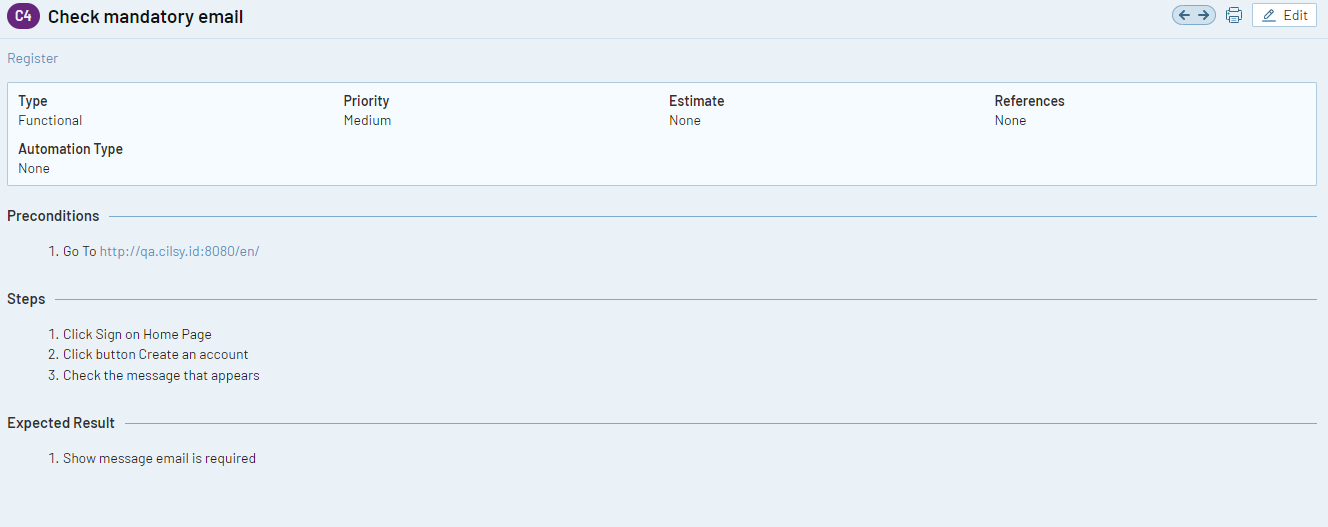 C4 Check mandatory email
Edit
Register
Type Priority Estimate References
Functional Medium None None
Automation Type
None
Preconditions
1. Go To http://qa.cilsy.id:8080/en/
Steps
1. Click Sign on Home Page
2. Click button Create an account
3. Check the message that appears
Expected Result
1. Show message email is required